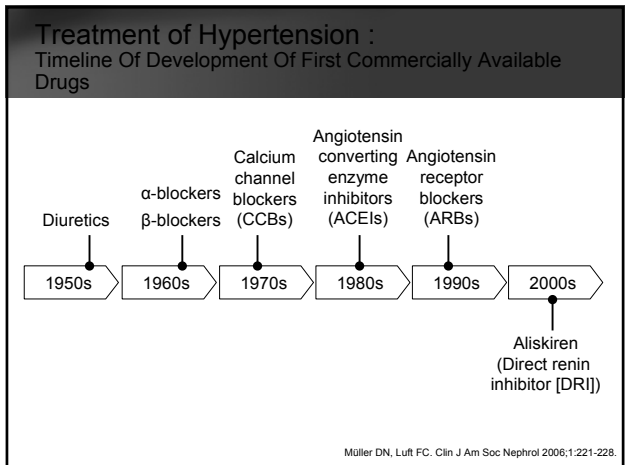 Treatment of Hypertension :
Timeline Of Development Of First Commercially Available
Drugs
Diuretics
α-blockers
β-blockers
Calcium
channel
blockers
(CCBs)
Angiotensin
converting
enzyme
inhibitors
(ACEIs)
Angiotensin
receptor
blockers
(ARBs)
1950s
1960s
1970s
1980s
1990s
2000s
Aliskiren
(Direct renin
inhibitor [DRI])
Müller DN, Luft FC. Clin J Am Soc Nephrol 2006;1:221-228.